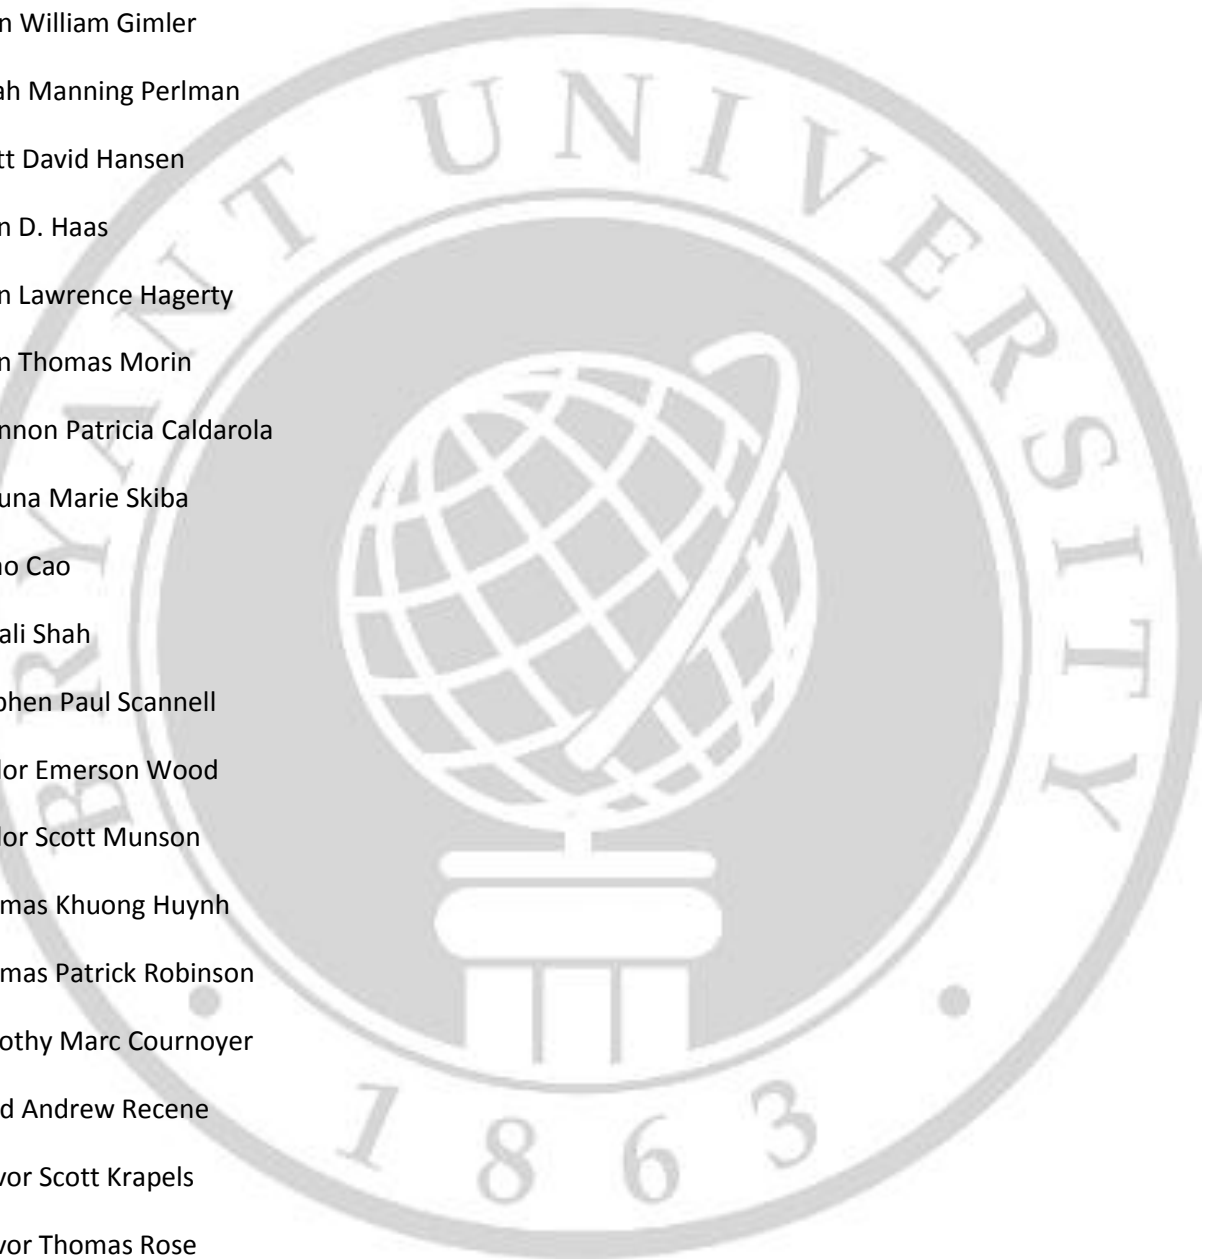 n William Gimler
ah Manning Perlman
tt David Hansen
n D. Haas
n Lawrence Hagerty
n Thomas Morin
nnon Patricia Caldarola
una Marie Skiba
o Cao
ali Shah
phen Paul Scannell
lor Emerson Wood
lor Scott Munson
mas Khuong Huynh
mas Patrick Robinson
othy Marc Cournoyer
d Andrew Recene
vor Scott Krapels
vor Thomas Rose
BRYANT UNIVERSITY
1863